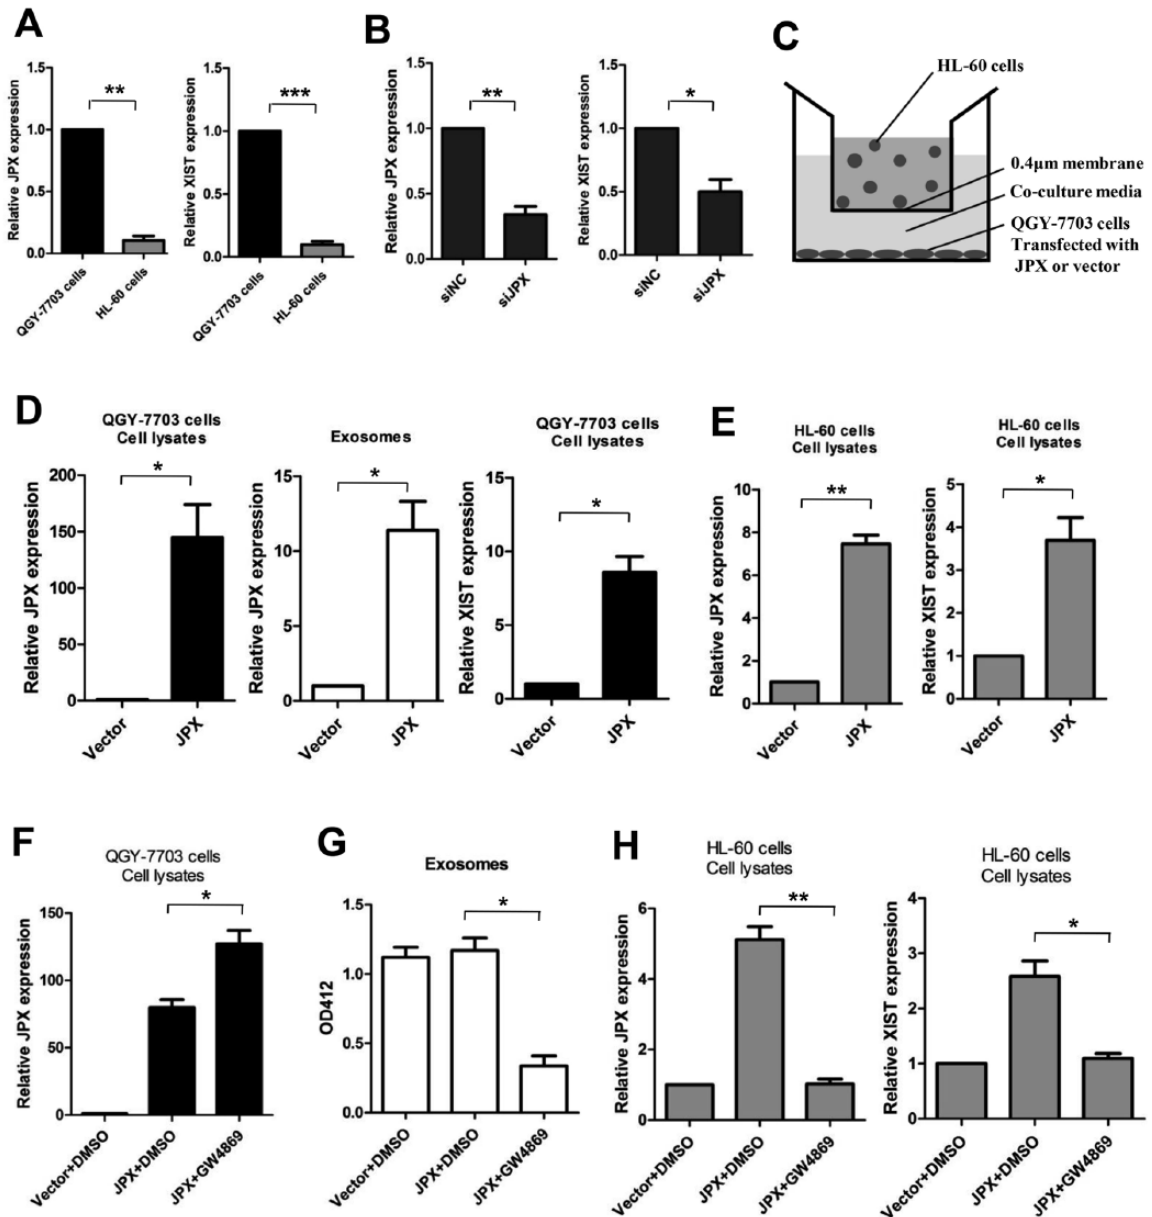 A
Relative JPX expression
1.5
1.0
0.5
0.0
**
QGY-7703 cells
HL-60 cells
Relative XIST expression
1.5
1.0
0.5
0.0
***
QGY-7703 cells
HL-60 cells
B
Relative JPX expression
1.5
1.0
0.5
0.0
**
siNC
siJPX
Relative XIST expression
1.5
1.0
0.5
0.0
*
siNC
siJPX
C
HL-60 cells
0.4μm membrane
Co-culture media
QGY-7703 cells
Transfected with
JPX or vector
D
QGY-7703 cells
Cell lysates
Relative JPX expression
200
150
100
50
0
*
Vector
JPX
Exosomes
Relative JPX expression
15
10
5
0
*
Vector
JPX
QGY-7703 cells
Cell lysates
Relative XIST expression
15
10
5
0
*
Vector
JPX
E
HL-60 cells
Cell lysates
Relative JPX expression
10
8
6
4
2
0
**
Vector
JPX
HL-60 cells
Cell lysates
Relative XIST expression
5
4
3
2
1
0
*
Vector
JPX
F
QGY-7703 cells
Cell lysates
Relative JPX expression
150
100
50
0
*
Vector+DMSO
JPX+DMSO
JPX+GW4869
G
Exosomes
OD412
1.5
1.0
0.5
0.0
*
Vector+DMSO
JPX+DMSO
JPX+GW4869
H
HL-60 cells
Cell lysates
Relative JPX expression
6
4
2
0
**
Vector+DMSO
JPX+DMSO
JPX+GW4869
HL-60 cells
Cell lysates
Relative XIST expression
4
3
2
1
0
*
Vector+DMSO
JPX+DMSO
JPX+GW4869